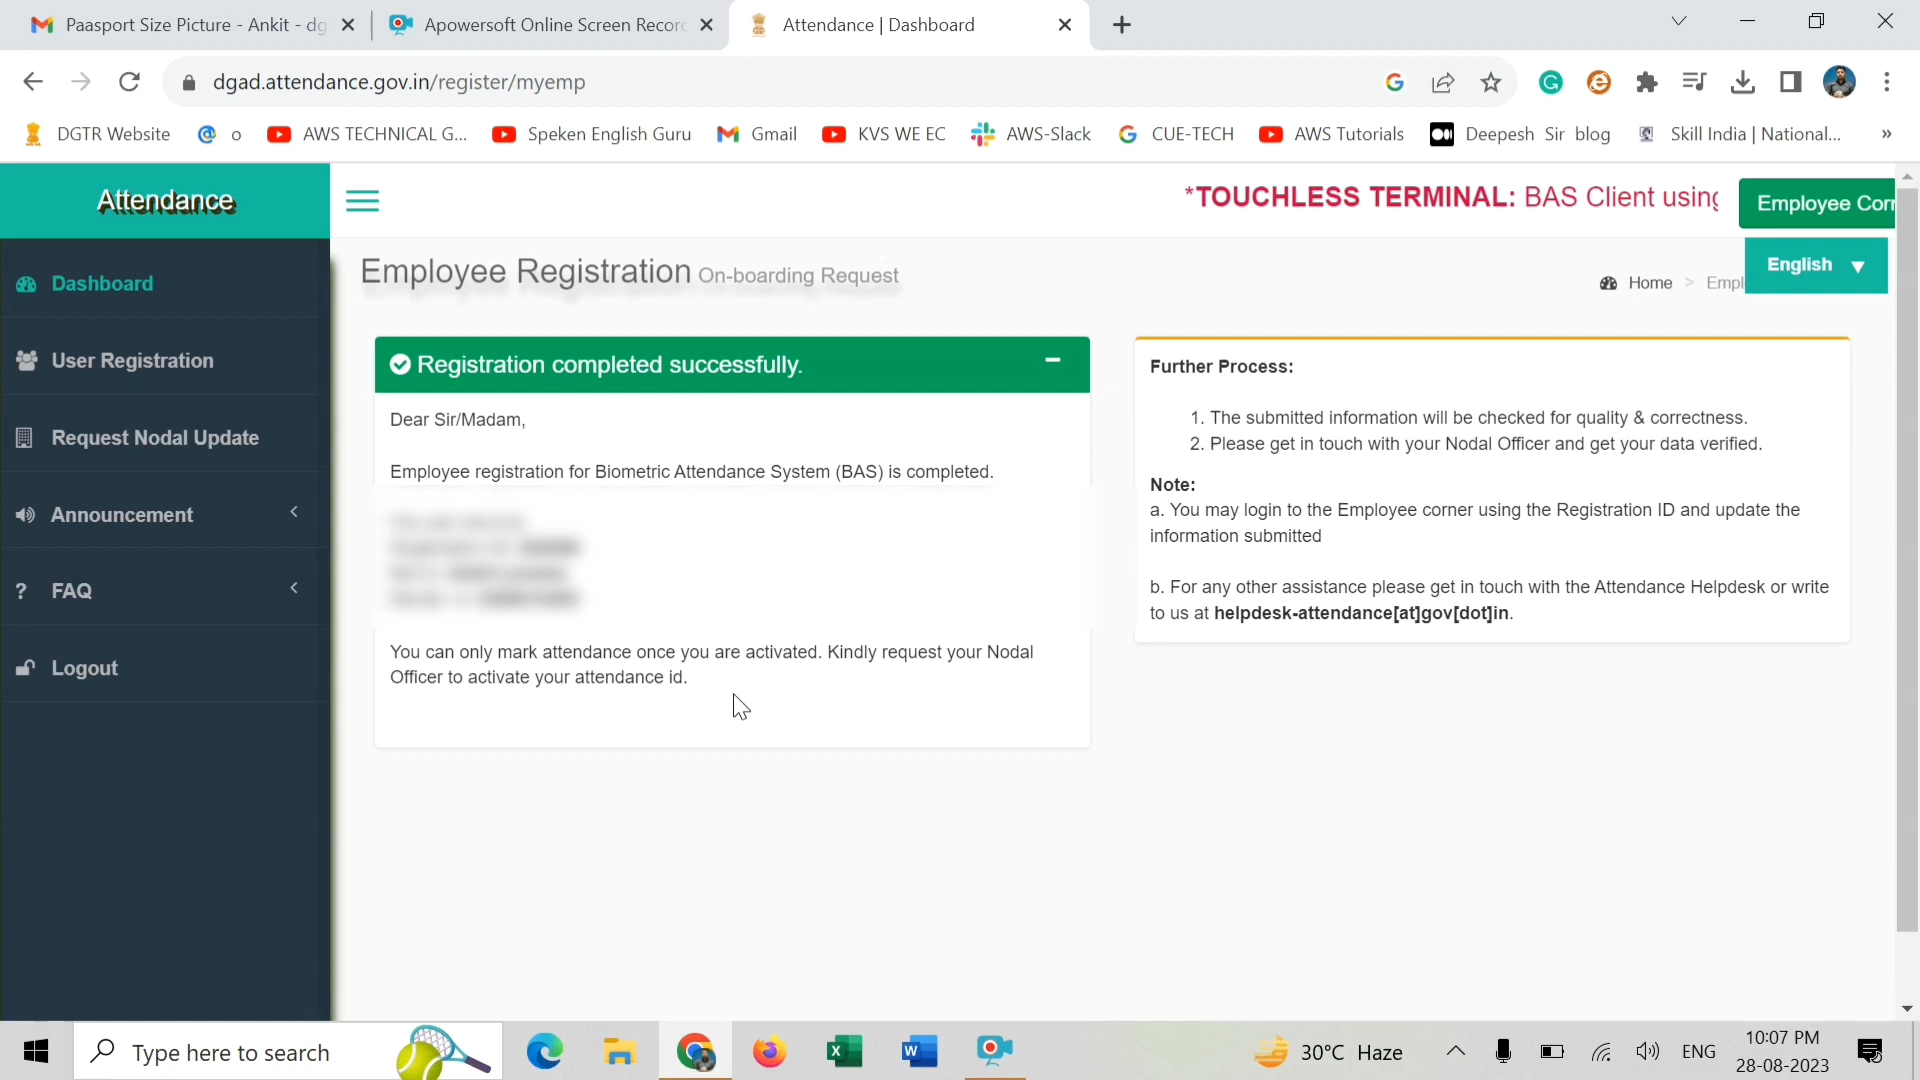 Paasport Size Picture - Ankit - dg
Apowersoft Online Screen Recor
Attendance | Dashboard
dgad.attendance.gov.in/register/myemp
DGTR Website
o
AWS TECHNICAL G...
Speken English Guru
Gmail
KVS WE EC
AWS-Slack
CUE-TECH
AWS Tutorials
Deepesh Sir blog
Skill India | National...
»
Attendance
*TOUCHLESS TERMINAL: BAS Client using
Employee Corr
English
Dashboard
User Registration
Request Nodal Update
Announcement
FAQ
Logout
Employee Registration On-boarding Request
Home > Empl
Registration completed successfully.
Dear Sir/Madam,
Employee registration for Biometric Attendance System (BAS) is completed.
You can only mark attendance once you are activated. Kindly request your Nodal
Officer to activate your attendance id.
Further Process:
1. The submitted information will be checked for quality & correctness.
2. Please get in touch with your Nodal Officer and get your data verified.
Note:
a. You may login to the Employee corner using the Registration ID and update the
information submitted
b. For any other assistance please get in touch with the Attendance Helpdesk or write
to us at helpdesk-attendance[at]gov[dot]in.
Type here to search
30°C Haze
ENG
10:07 PM
28-08-2023